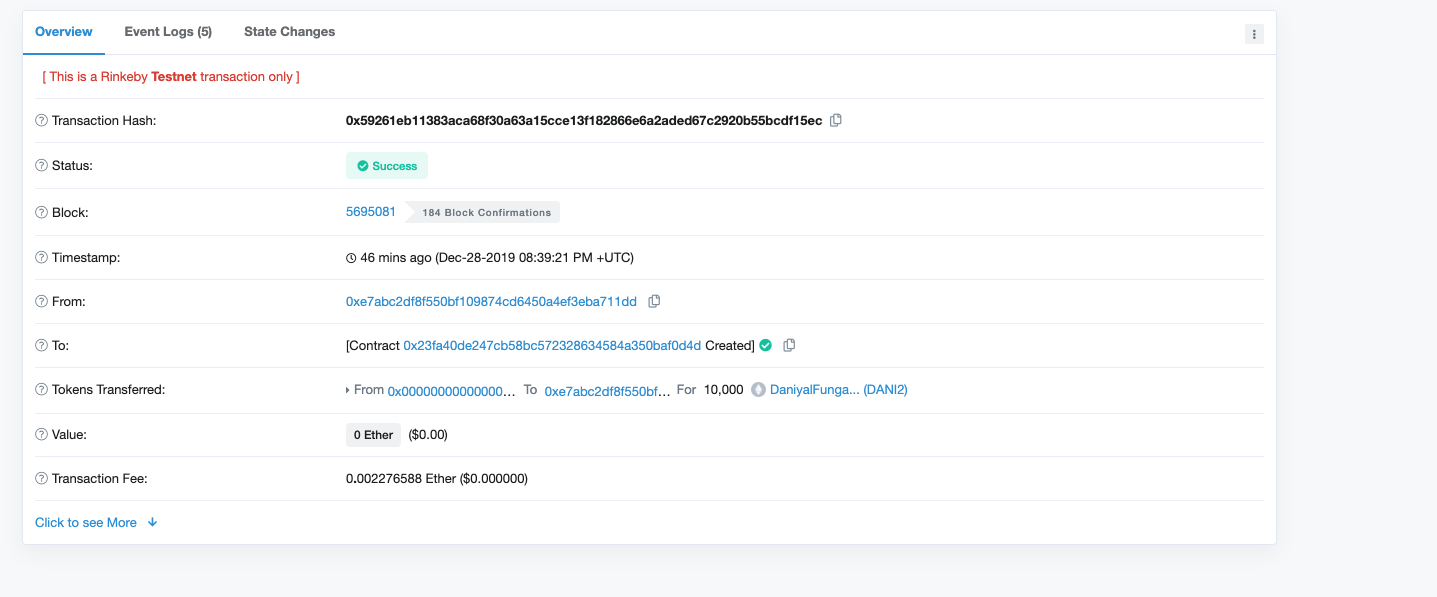 Overview Event Logs (5) State Changes
[ This is a Rinkeby Testnet transaction only ]
Transaction Hash: 0x59261eb11383aca68f30a63a15cce13f182866e6a2aded67c2920b55bcdf15ec
Status: Success
Block: 5695081 184 Block Confirmations
Timestamp: 46 mins ago (Dec-28-2019 08:39:21 PM +UTC)
From: 0xe7abc2df8f550bf109874cd6450a4ef3eba711dd
To: [Contract 0x23fa40de247cb58bc572328634584a350baf0d4d Created]
Tokens Transferred: From 0x00000000000000... To 0xe7abc2df8f550bf... For 10,000 DaniyalFunga... (DANI2)
Value: 0 Ether ($0.00)
Transaction Fee: 0.002276588 Ether ($0.000000)
Click to see More